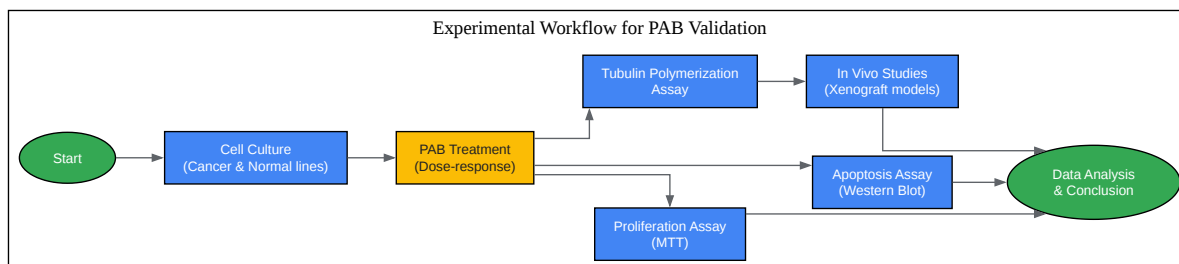 Experimental Workflow for PAB Validation
Start
Cell Culture
(Cancer & Normal lines)
PAB Treatment
(Dose-response)
Tubulin Polymerization
Assay
In Vivo Studies
(Xenograft models)
Apoptosis Assay
(Western Blot)
Proliferation Assay
(MTT)
Data Analysis
& Conclusion